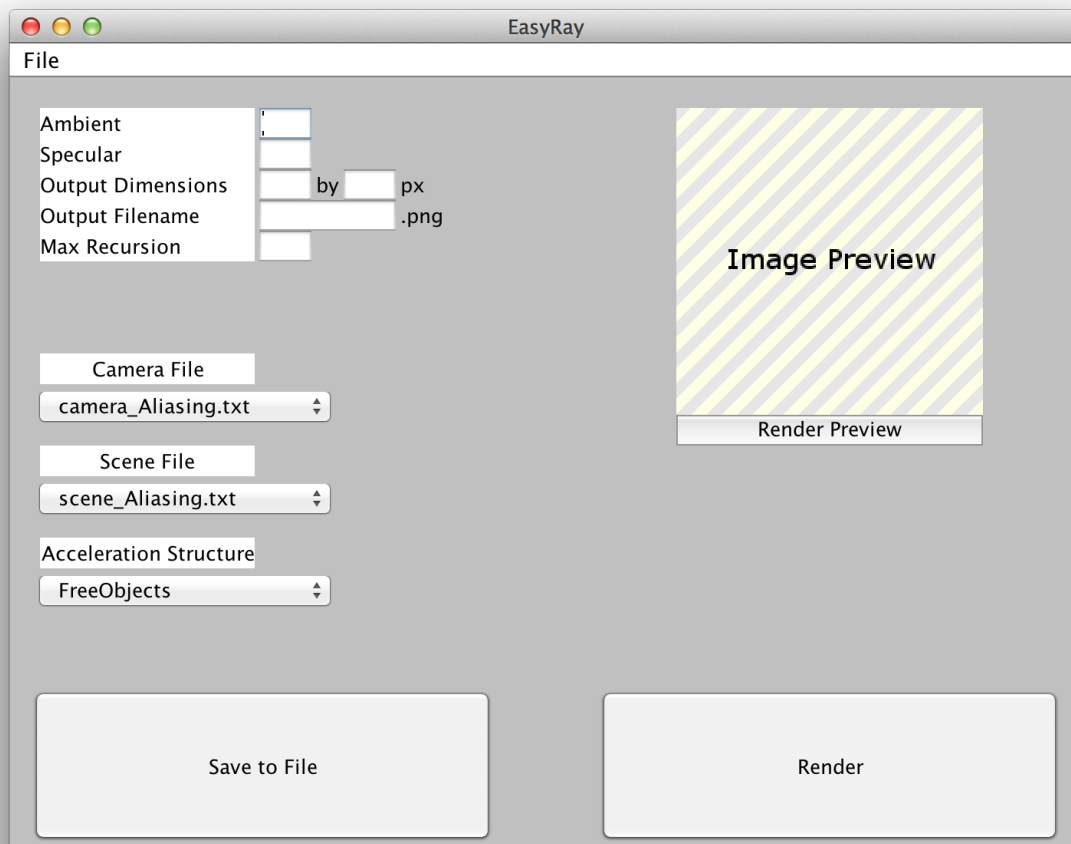 EasyRay
File
Ambient
Specular
Output Dimensions by px
Output Filename .png
Max Recursion
Image Preview
Render Preview
Camera File
camera_Aliasing.txt
Scene File
scene_Aliasing.txt
Acceleration Structure
FreeObjects
Save to File
Render